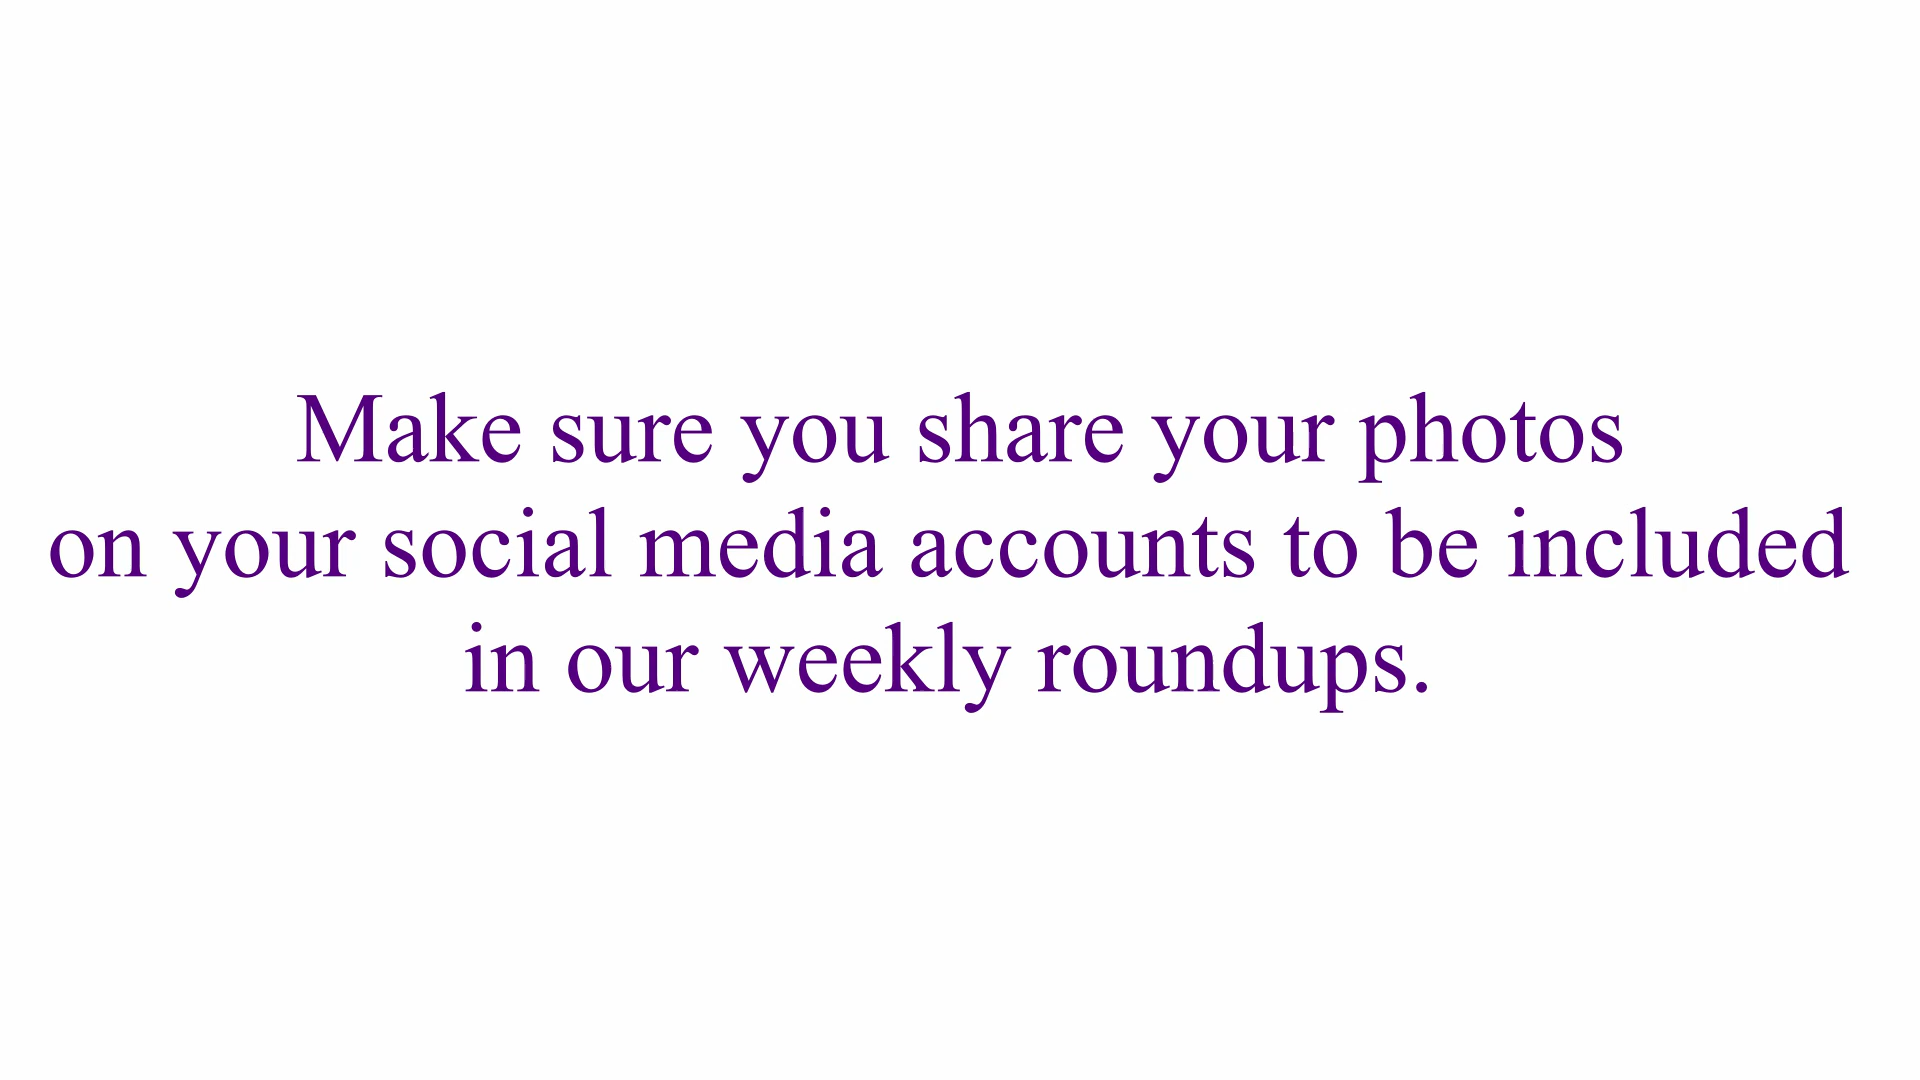 Make sure you share your photos
on your social media accounts to be included
in our weekly roundups.